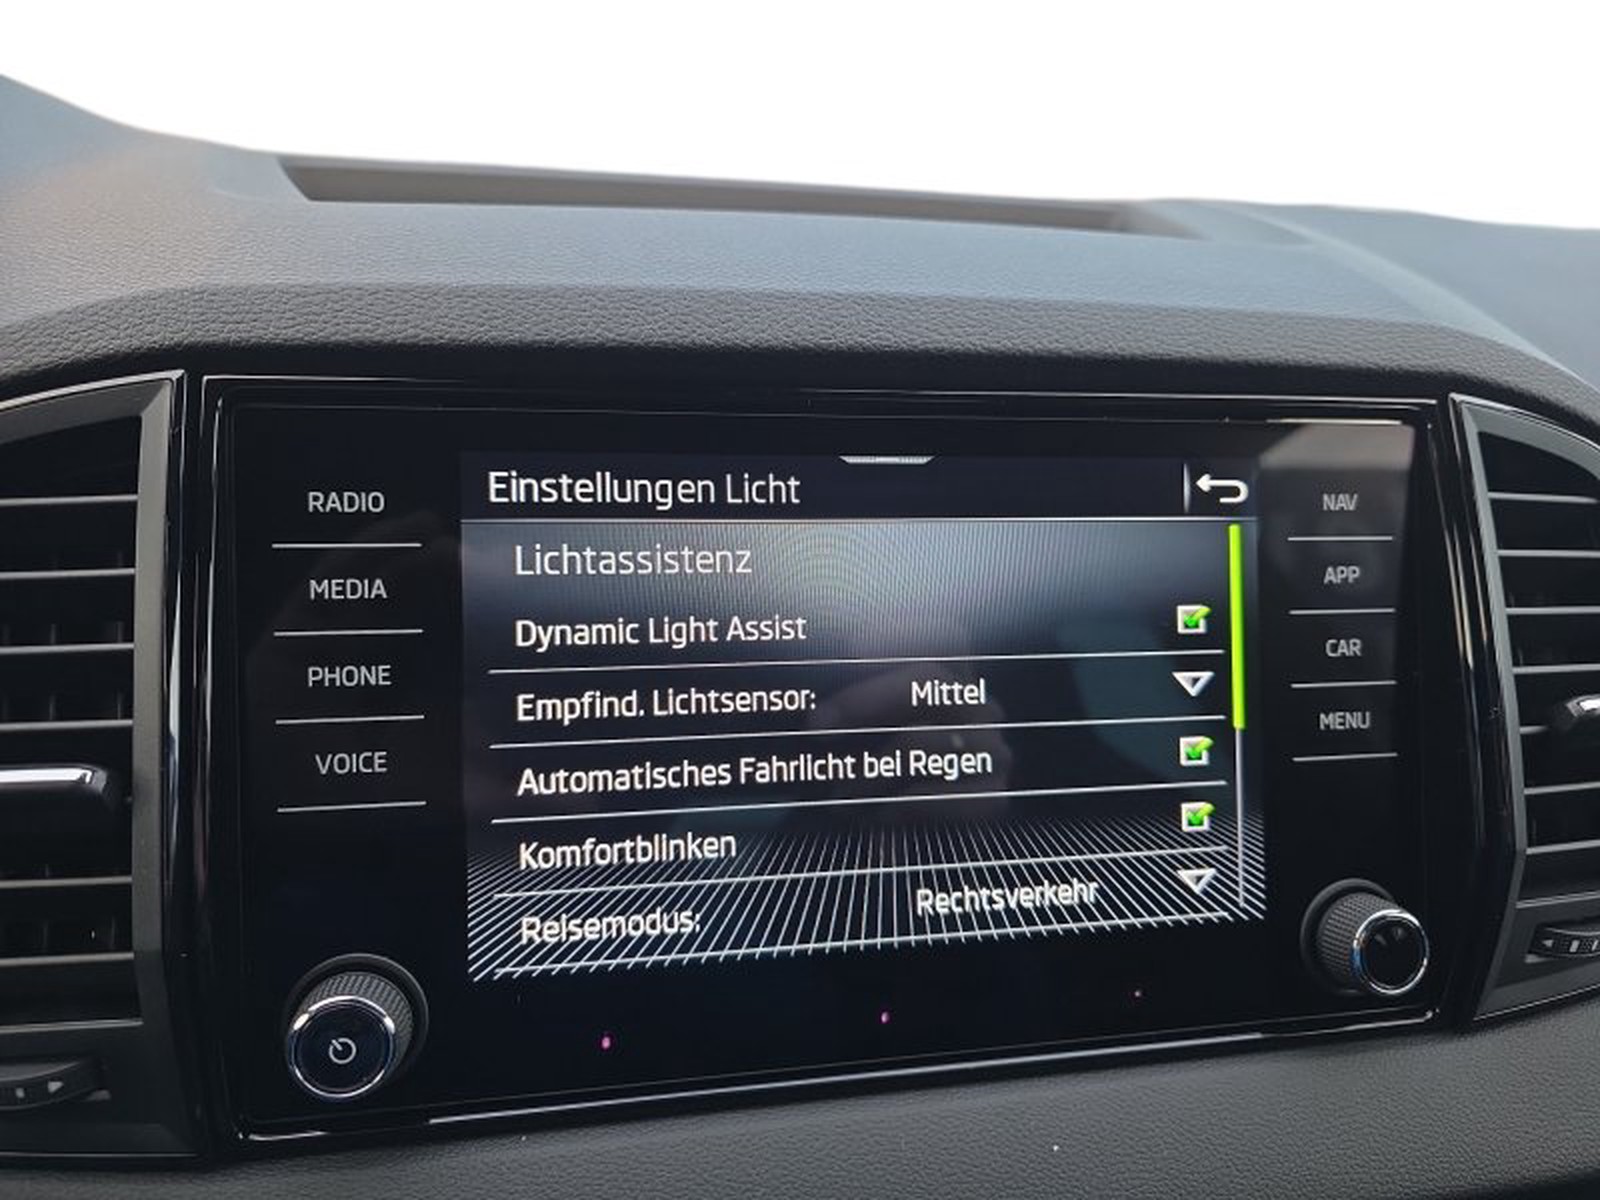 RADIO
MEDIA
PHONE
VOICE
Einstellungen Licht
Lichtassistenz
Dynamic Light Assist
Empfind. Lichtsensor: Mittel
Automatisches Fahrlicht bei Regen
Komfortblinken
Reisemodus: Rechtsverkehr
NAV
APP
CAR
MENU